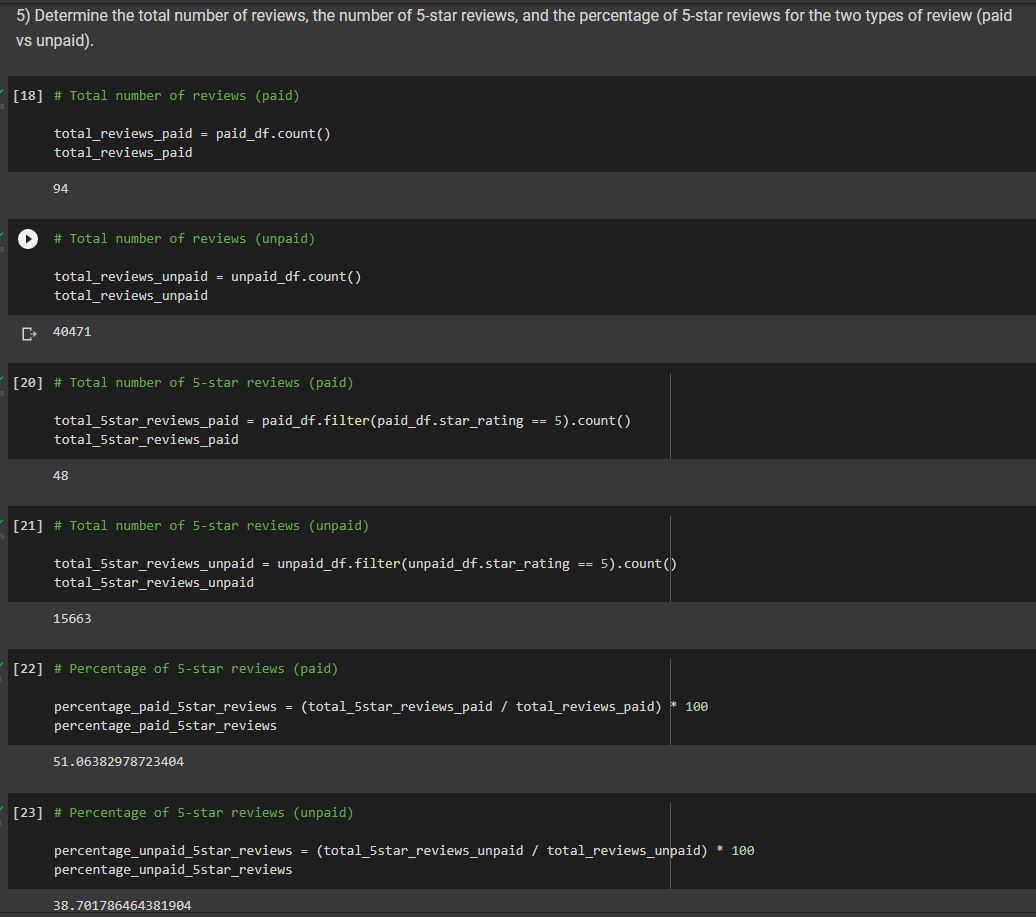 5) Determine the total number of reviews, the number of 5-star reviews, and the percentage of 5-star reviews for the two types of review (paid
vs unpaid).
[18] # Total number of reviews (paid)
total_reviews_paid = paid_df.count()
total_reviews_paid
94
# Total number of reviews (unpaid)
total_reviews_unpaid = unpaid_df.count()
total_reviews_unpaid
40471
[20] # Total number of 5-star reviews (paid)
total_5star_reviews_paid = paid_df.filter(paid_df.star_rating == 5).count()
total_5star_reviews_paid
48
[21] # Total number of 5-star reviews (unpaid)
total_5star_reviews_unpaid = unpaid_df.filter(unpaid_df.star_rating == 5).count()
total_5star_reviews_unpaid
15663
[22] # Percentage of 5-star reviews (paid)
percentage_paid_5star_reviews = (total_5star_reviews_paid / total_reviews_paid) * 100
percentage_paid_5star_reviews
51.06382978723404
[23] # Percentage of 5-star reviews (unpaid)
percentage_unpaid_5star_reviews = (total_5star_reviews_unpaid / total_reviews_unpaid) * 100
percentage_unpaid_5star_reviews
38.701786464381904